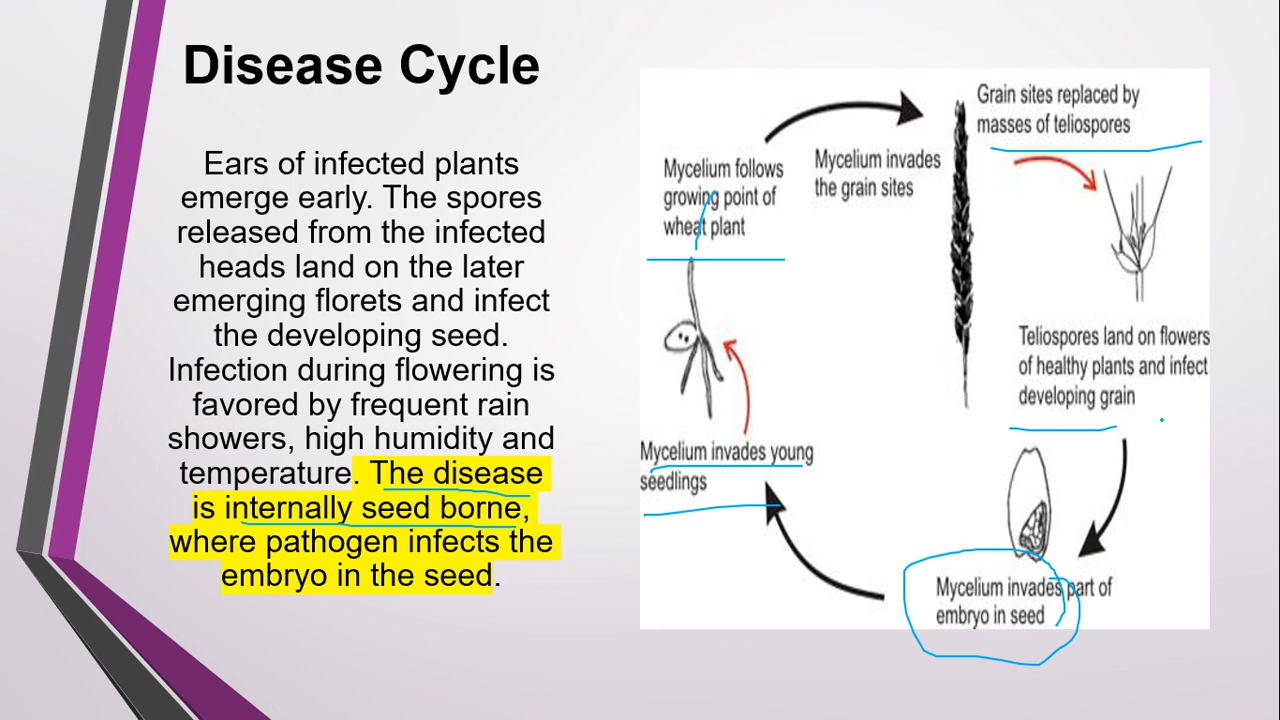 Disease Cycle
Ears of infected plants
emerge early. The spores
released from the infected
heads land on the later
emerging florets and infect
the developing seed.
Infection during flowering is
favored by frequent rain
showers, high humidity and
temperature. The disease
is internally seed borne,
where pathogen infects the
embryo in the seed.
Grain sites replaced by
masses of teliospores
Mycelium invades
the grain sites
Mycelium follows
growing point of
wheat plant
Teliospores land on flowers
of healthy plants and infect
developing grain
Mycelium invades young
seedlings
Mycelium invades part of
embryo in seed